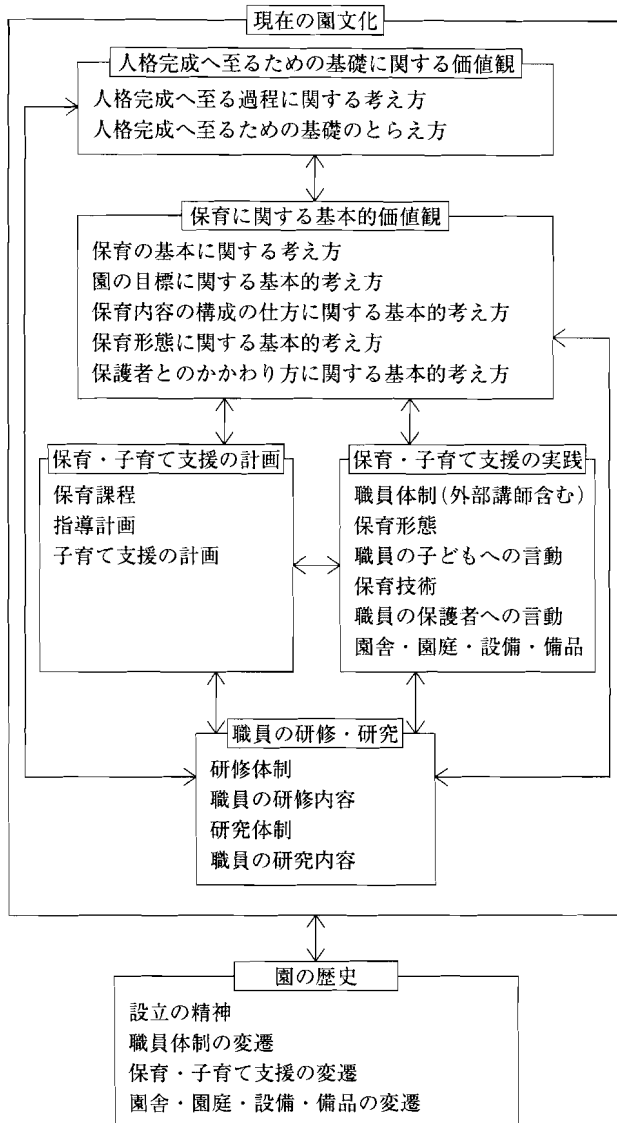 現在の園文化
人格完成へ至るための基礎に関する価値観
人格完成へ至る過程に関する考え方
人格完成へ至るための基礎のとらえ方
保育に関する基本的価値観
保育の基本に関する考え方
園の目標に関する基本的考え方
保育内容の構成の仕方に関する基本的考え方
保育形態に関する基本的考え方
保護者とのかかわり方に関する基本的考え方
保育・子育て支援の計画
保育課程
指導計画
子育て支援の計画
保育・子育て支援の実践
職員体制(外部講師含む)
保育形態
職員の子どもへの言動
保育技術
職員の保護者への言動
園舎・園庭・設備・備品
職員の研修・研究
研修体制
職員の研修内容
研究体制
職員の研究内容
園の歴史
設立の精神
職員体制の変遷
保育・子育て支援の変遷
園舎・園庭・設備・備品の変遷